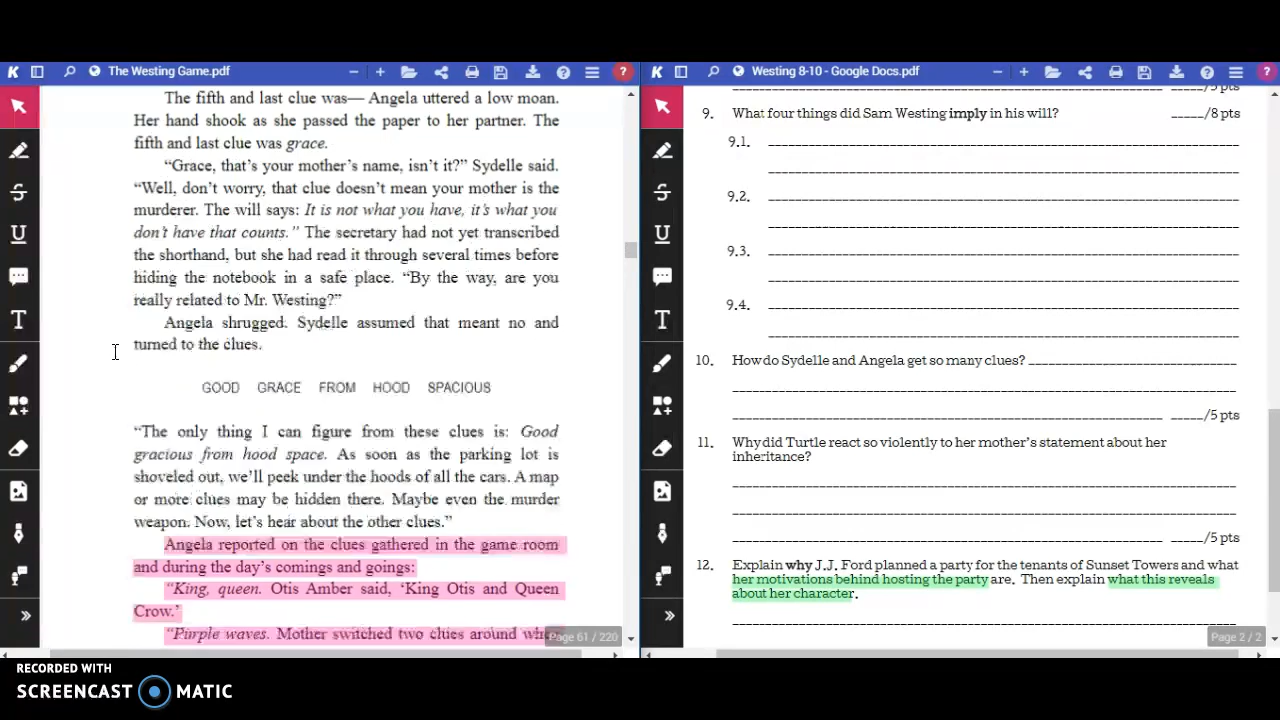 The Westing Game.pdf
The fifth and last clue was— Angela uttered a low moan.
Her hand shook as she passed the paper to her partner. The
fifth and last clue was grace.
“Grace, that’s your mother’s name, isn’t it?” Sydelle said.
“Well, don’t worry, that clue doesn’t mean your mother is the
murderer. The will says: It is not what you have, it’s what you
don’t have that counts.” The secretary had not yet transcribed
the shorthand, but she had read it through several times before
hiding the notebook in a safe place. “By the way, are you
really related to Mr. Westing?”
Angela shrugged. Sydelle assumed that meant no and
turned to the clues.
GOOD GRACE FROM HOOD SPACIOUS
“The only thing I can figure from these clues is: Good
gracious from hood space. As soon as the parking lot is
shoveled out, we’ll peek under the hoods of all the cars. A map
or more clues may be hidden there. Maybe even the murder
weapon. Now, let’s hear about the other clues.”
Angela reported on the clues gathered in the game room
and during the day’s comings and goings:
“King, queen. Otis Amber said, ‘King Otis and Queen
Crow.’
“Purple waves. Mother switched two clues around
Page 61 / 220
Westing 8-10 - Google Docs.pdf
_____/5 pts
9. What four things did Sam Westing imply in his will? _____/8 pts
9.1.
9.2.
9.3.
9.4.
10. How do Sydelle and Angela get so many clues?
_____/5 pts
11. Why did Turtle react so violently to her mother’s statement about her
inheritance?
_____/5 pts
12. Explain why J.J. Ford planned a party for the tenants of Sunset Towers and what
her motivations behind hosting the party are. Then explain what this reveals
about her character.
Page 2 / 2
RECORDED WITH
SCREENCAST MATIC